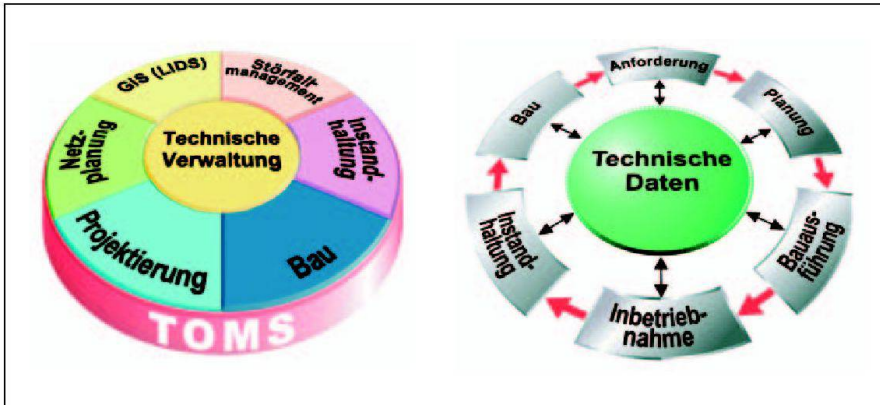 GIS (LIDS)
Störfall-
management
Netz-
planung
Technische
Verwaltung
Instand-
haltung
Projektierung
Bau
TOMS
Anforderung
Bau
Planung
Technische
Daten
Instand-
haltung
Bauaus-
führung
Inbetrieb-
nahme